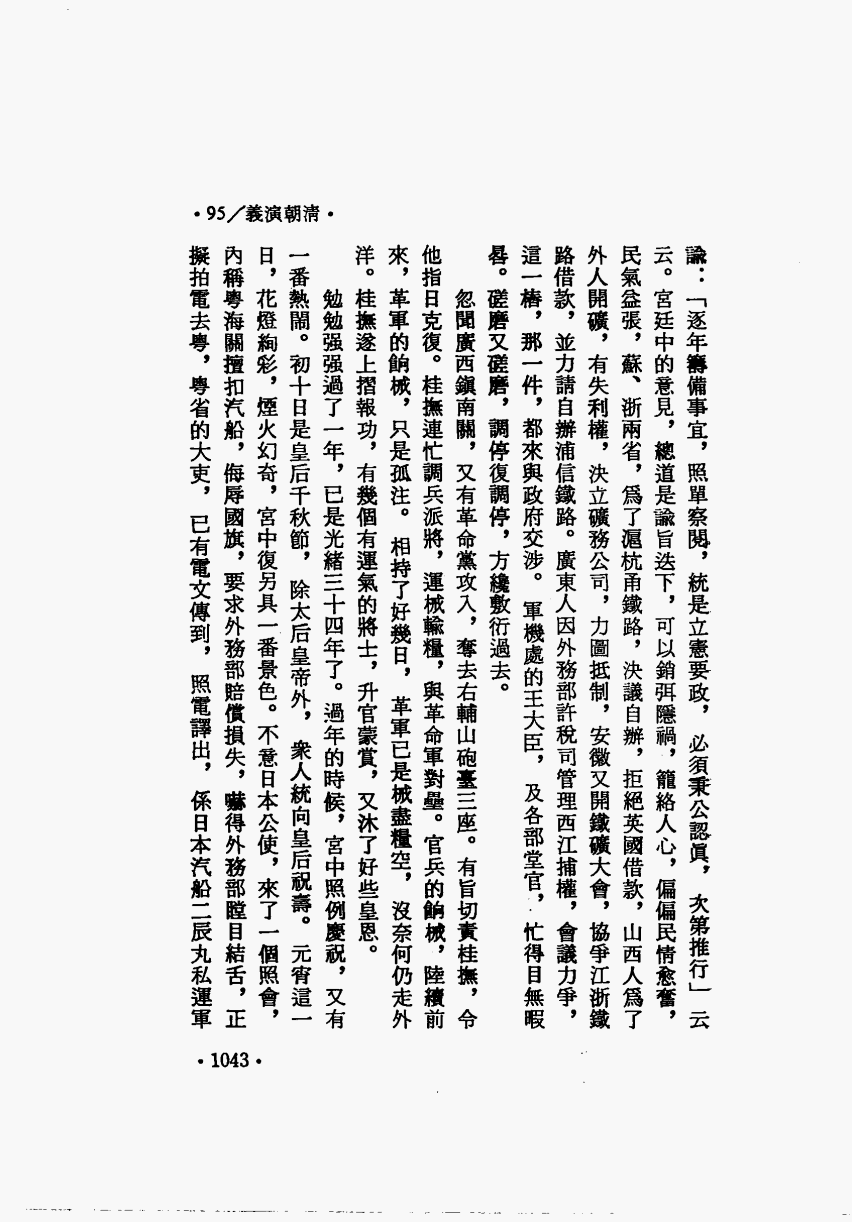 ・95／義演朝清・
諭：「逐年籌備事宜，照單察閱，統是立憲要政，必須秉公認眞，次第推行」云
云。宮廷中的意見，總道是諭旨迭下，可以銷弭隱禍，籠絡人心，偏偏民情愈奮，
民氣益張，蘇、浙兩省，爲了滬杭甬鐵路，決議自辦，拒絕英國借款，山西人爲了
外人開礦，有失利權，決立礦務公司，力圖抵制，安徽又開鐵礦大會，協爭江浙鐵
路借款，並力請自辦浦信鐵路。廣東人因外務部許稅司管理西江捕權，會議力爭，
這一樁，那一件，都來與政府交涉。軍機處的王大臣，及各部堂官，忙得目無暇
晷。磋磨又磋磨，調停復調停，方纔敷衍過去。
忽聞廣西鎭南關，又有革命黨攻入，奪去右輔山砲臺三座。有旨切責桂撫，令
他指日克復。桂撫連忙調兵派將，運械輸糧，與革命軍對壘。官兵的餉械，陸續前
來，革軍的餉械，只是孤注。相持了好幾日，革軍已是械盡糧空，沒奈何仍走外
洋。桂撫遂上摺報功，有幾個有運氣的將士，升官蒙賞，又沐了好些皇恩。
勉勉强强過了一年，已是光緒三十四年了。過年的時候，宮中照例慶祝，又有
一番熱鬧。初十日是皇后千秋節，除太后皇帝外，衆人統向皇后祝壽。元宵這一
日，花燈絢彩，煙火幻奇，宮中復另具一番景色。不意日本公使，來了一個照會，
內稱粵海關擅扣汽船，侮辱國旗，要求外務部賠償損失，嚇得外務部瞠目結舌，正
擬拍電去粵，粵省的大吏，已有電文傳到，照電譯出，係日本汽船二辰丸私運軍
・1043・